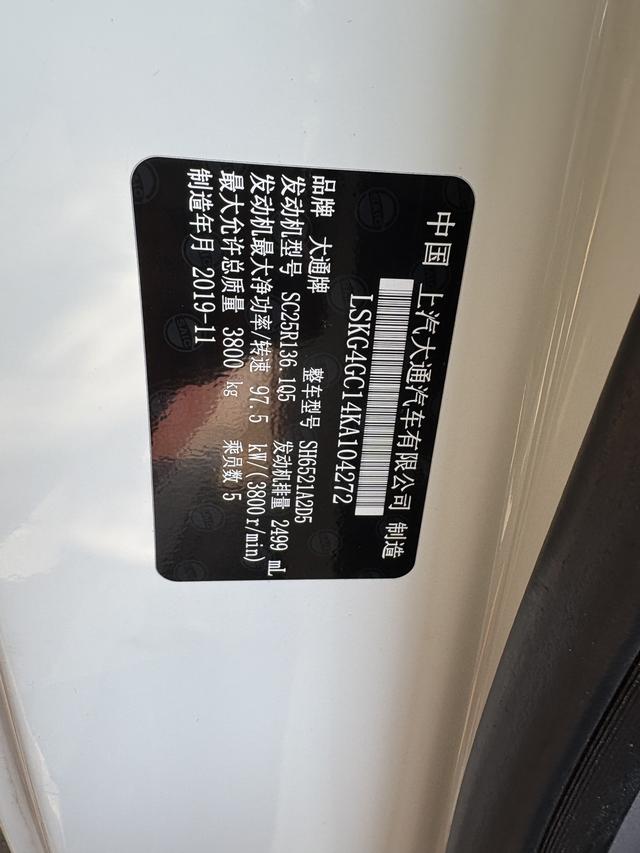 中国 上汽大通汽车有限公司 制造
LSKG4GC14KA104272
品牌 大通牌 整车型号 SH6521A2D5
发动机型号 SC25R136.1Q5 发动机排量 2499 mL
发动机最大净功率/转速 97.5 kW/(3800r/min)
最大允许总质量 3800 kg 乘员数 5
制造年月 2019-11